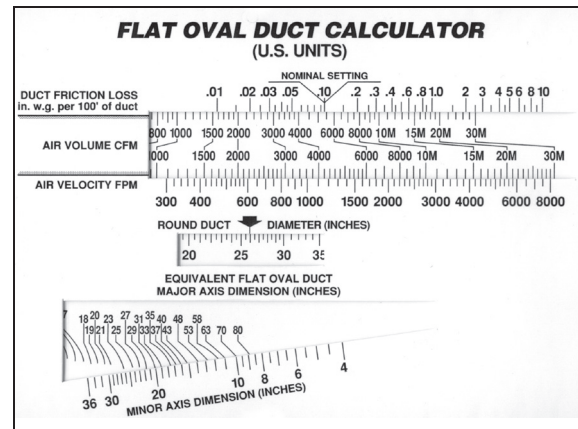 FLAT OVAL DUCT CALCULATOR
(U.S. UNITS)
NOMINAL SETTING
DUCT FRICTION LOSS
in. w.g. per 100' of duct
.01 .02 .03 .05 .10 .2 .3 .4 .6 .8 1.0 2 3 4 5 6 8 10
AIR VOLUME CFM
800 1000 1500 2000 3000 4000 6000 8000 10M 15M 20M 30M
000 1500 2000 3000 4000 6000 8000 10M 15M 20M 30M
AIR VELOCITY FPM
300 400 600 800 1000 2000 3000 4000 6000 8000
ROUND DUCT DIAMETER (INCHES)
20 25 30 35
EQUIVALENT FLAT OVAL DUCT
MAJOR AXIS DIMENSION (INCHES)
18 20 23 27 31 35 40 48 58
19 21 25 29 33 37 43 53 63 70 80
36 30 20 10 8 6 4
MINOR AXIS DIMENSION (INCHES)